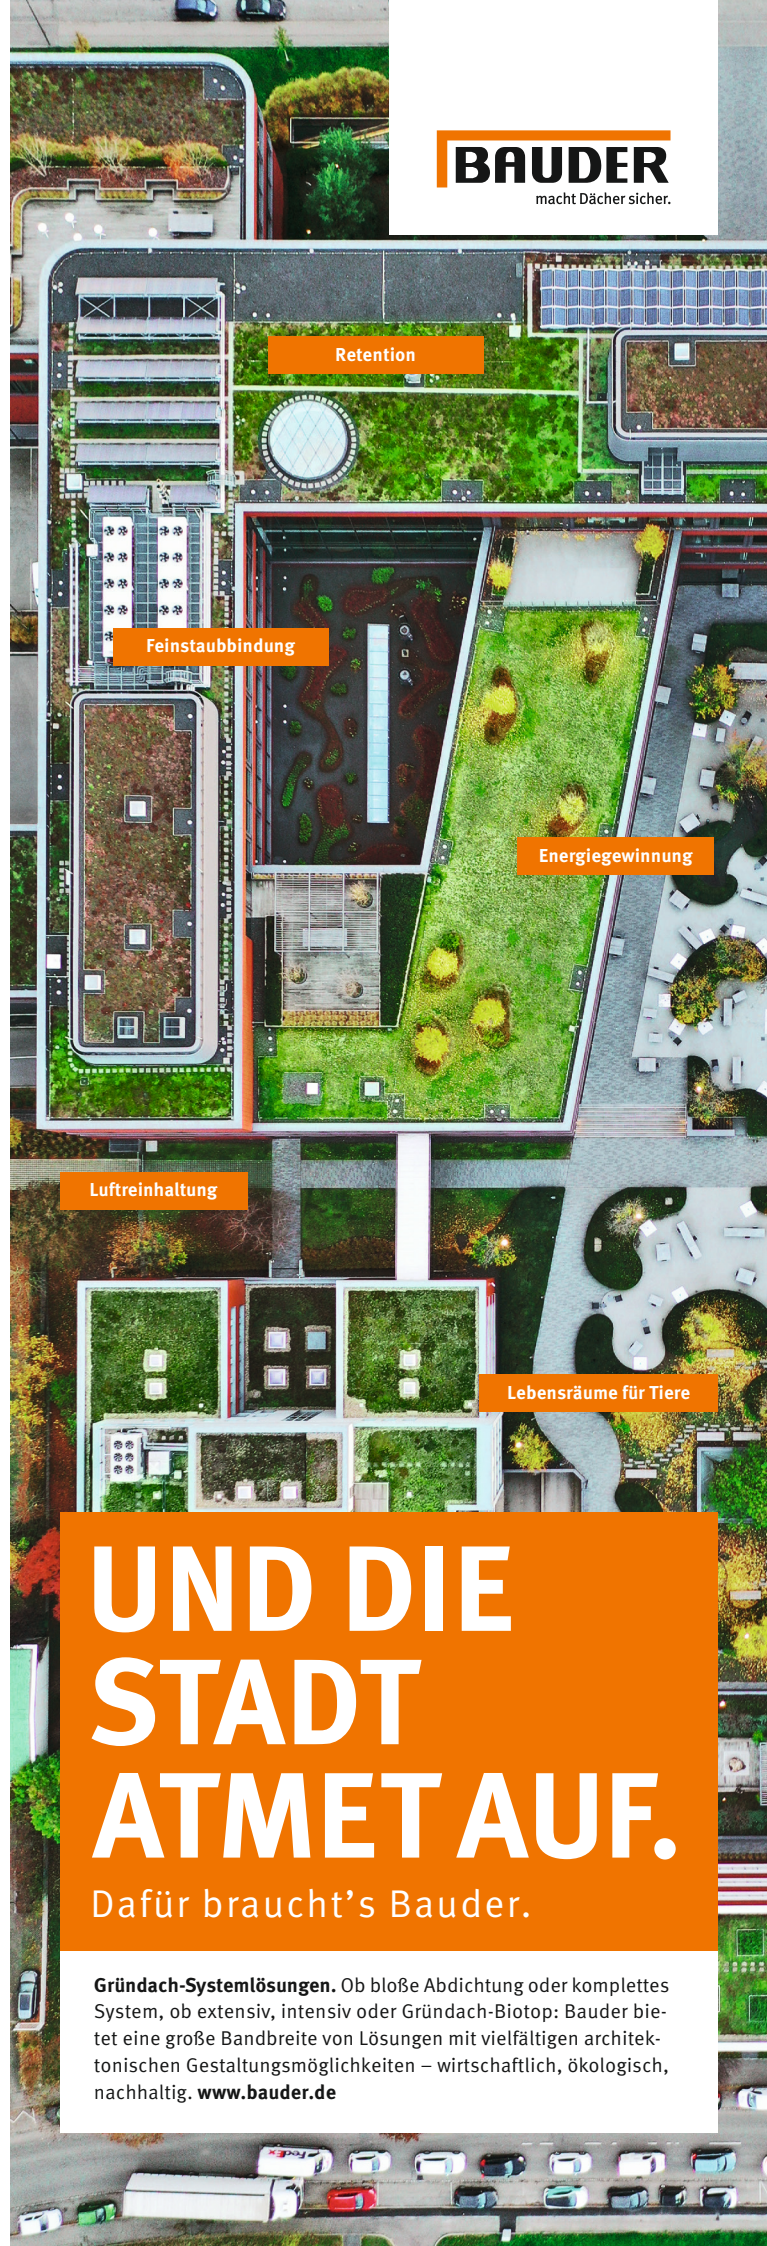 BAUDER
macht Dächer sicher.
Retention
Feinstaubbindung
Energiegewinnung
Luftreinhaltung
Lebensräume für Tiere
UND DIE
STADT
ATMET AUF.
Dafür braucht’s Bauder.
Gründach-Systemlösungen. Ob bloße Abdichtung oder komplettes
System, ob extensiv, intensiv oder Gründach-Biotop: Bauder bie-
tet eine große Bandbreite von Lösungen mit vielfältigen architek-
tonischen Gestaltungsmöglichkeiten – wirtschaftlich, ökologisch,
nachhaltig. www.bauder.de
FedEx